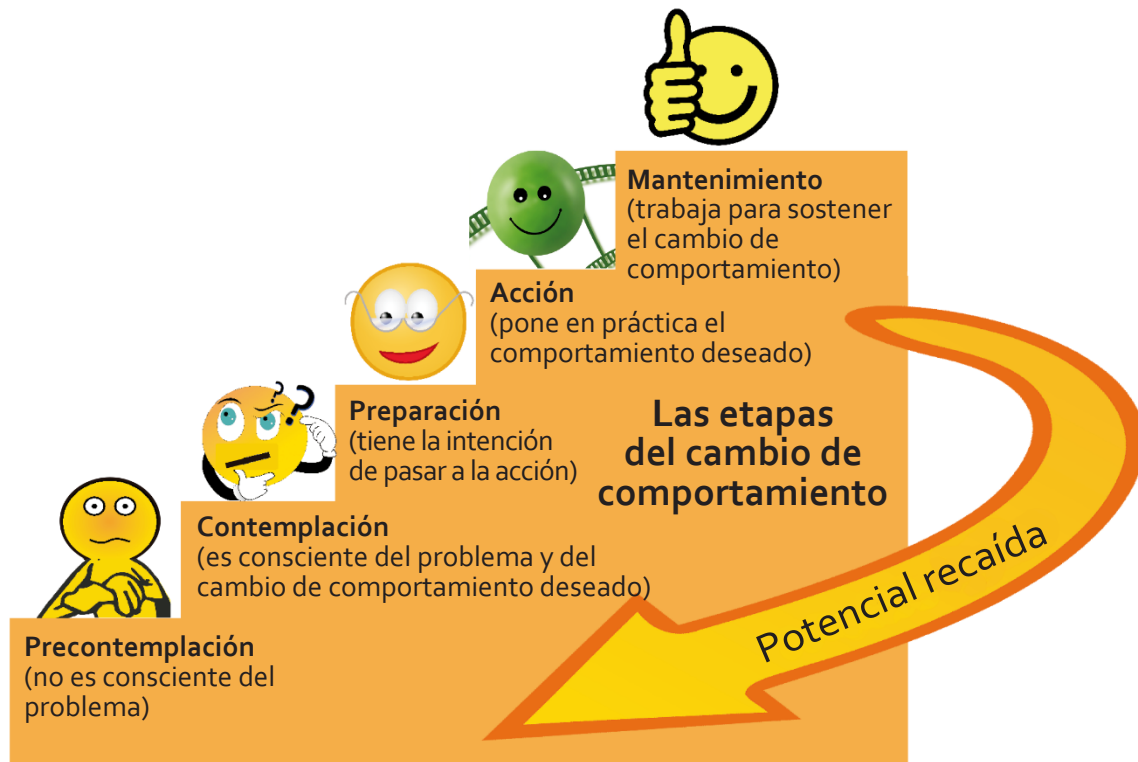 Mantenimiento
(trabaja para sostener
el cambio de
comportamiento)
Acción
(pone en práctica el
comportamiento deseado)
Preparación
(tiene la intención
de pasar a la acción)
Las etapas
del cambio de
comportamiento
Contemplación
(es consciente del problema y del
cambio de comportamiento deseado)
Precontemplación
(no es consciente del
problema)
Potencial recaída
? ? ?